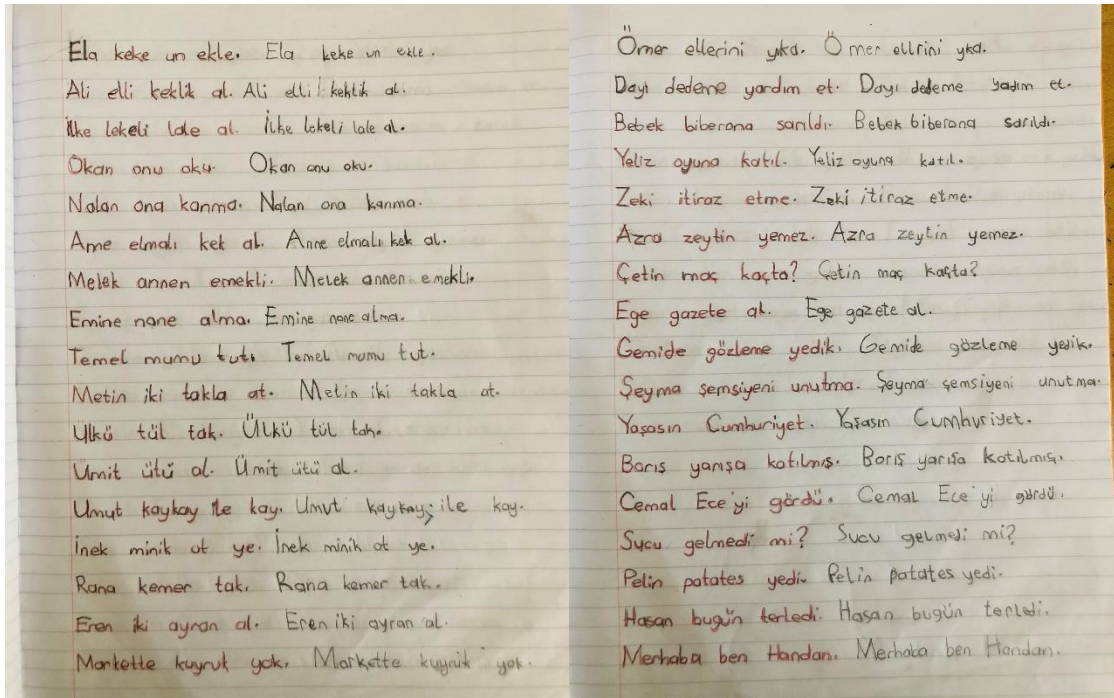 Ela keke un ekle. Ela keke un ekle.
Ali elli keklik al. Ali elli keklik al.
İlke lekeli lale al. İlke lekeli lale al.
Okan onu oku. Okan onu oku.
Nalan ona kanma. Nalan ona kanma.
Anne elmalı kek al. Anne elmalı kek al.
Melek annen emekli. Melek annen emekli.
Emine nane alma. Emine nane alma.
Temel mumu tut. Temel mumu tut.
Metin iki takla at. Metin iki takla at.
Ülkü tül tak. Ülkü tül tak.
Ümit ütü al. Ümit ütü al.
Umut kaykay ile kay. Umut kaykay ile kay.
İnek minik ot ye. İnek minik ot ye.
Rana kemer tak. Rana kemer tak.
Eren iki ayran al. Eren iki ayran al.
Markette kuyruk yok. Markette kuyruk yok.
Ömer ellerini yıka. Ömer ellrini yka.
Dayı dedeme yardım et. Dayı dedeme yadım et.
Bebek biberona sarıldı. Bebek biberona sarıldı.
Yeliz oyuna katıl. Yeliz oyuna katıl.
Zeki itiraz etme. Zeki itiraz etme.
Azra zeytin yemez. Azra zeytin yemez.
Çetin maç kaçta? Çetin maç kaçta?
Ege gazete al. Ege gazete al.
Gemide gözleme yedik. Gemide gözleme yedik.
Şeyma şemsiyeni unutma. Şeyma şemsiyeni unutma.
Yaşasın Cumhuriyet. Yaşasın Cumhuriyet.
Barış yarışa katılmış. Barış yarışa katılmış.
Cemal Ece'yi gördü. Cemal Ece'yi gördü.
Sucu gelmedi mi? Sucu gelmedi mi?
Pelin patates yedi. Pelin patates yedi.
Hasan bugün terledi. Hasan bugün terledi.
Merhaba ben Handan. Merhaba ben Handan.